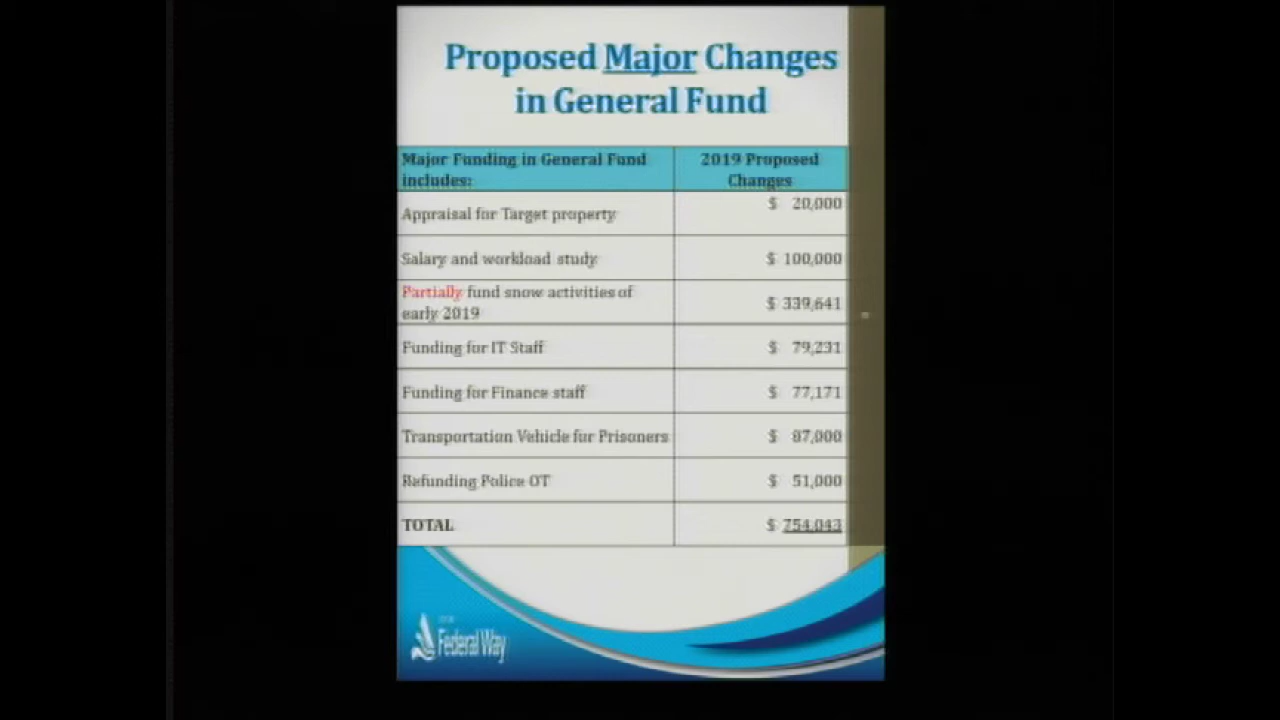 Proposed Major Changes
in General Fund
Major Funding in General Fund
includes:
2019 Proposed
Changes
Appraisal for Target property
$ 20,000
Salary and workload study
$ 100,000
Partially fund snow activities of
early 2019
$ 339,641
Funding for IT Staff
$ 79,231
Funding for Finance staff
$ 77,171
Transportation Vehicle for Prisoners
$ 87,000
Refunding Police OT
$ 51,000
TOTAL
$ 754,043
Federal Way